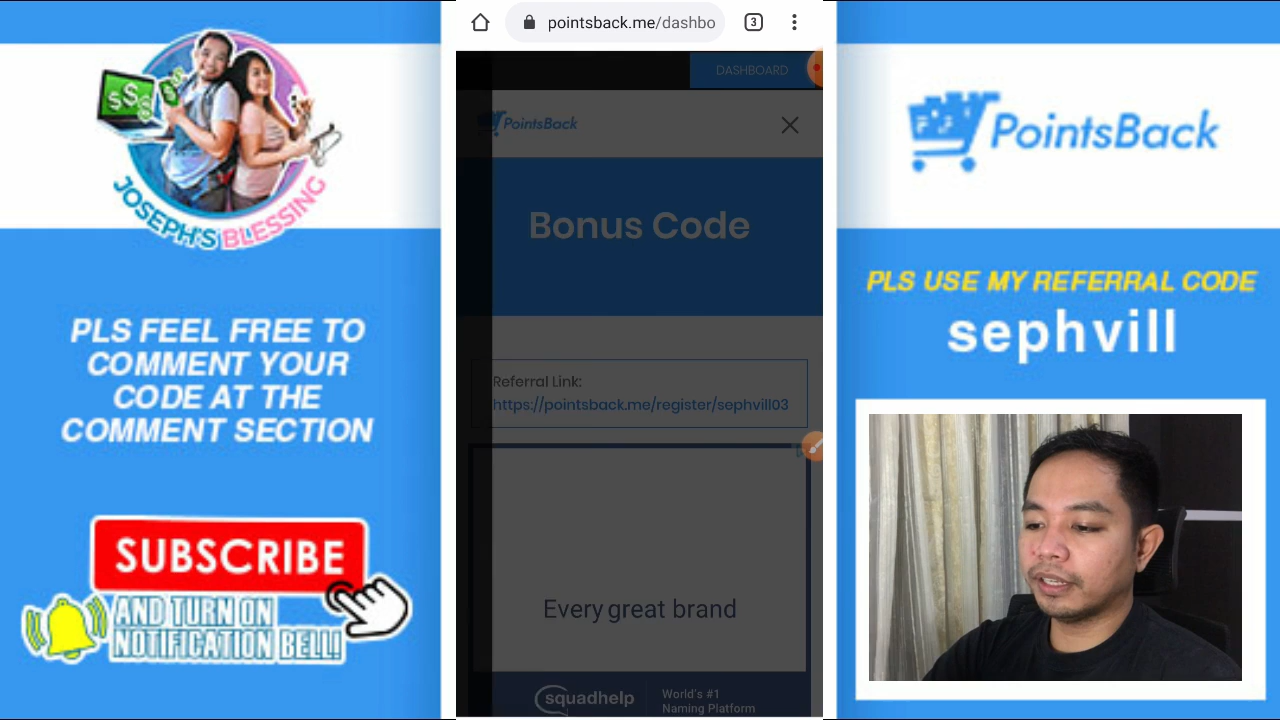 $$$
$
$
JOSEPH'S BLESSING
PLS FEEL FREE TO
COMMENT YOUR
CODE AT THE
COMMENT SECTION
SUBSCRIBE
AND TURN ON
NOTIFICATION BELL!
pointsback.me/dashbo
3
DASHBOARD
PointsBack
Bonus Code
Referral Link:
https://pointsback.me/register/sephvill03
Every great brand
squadhelp
World's #1
Naming Platform
PointsBack
PLS USE MY REFERRAL CODE
sephvill